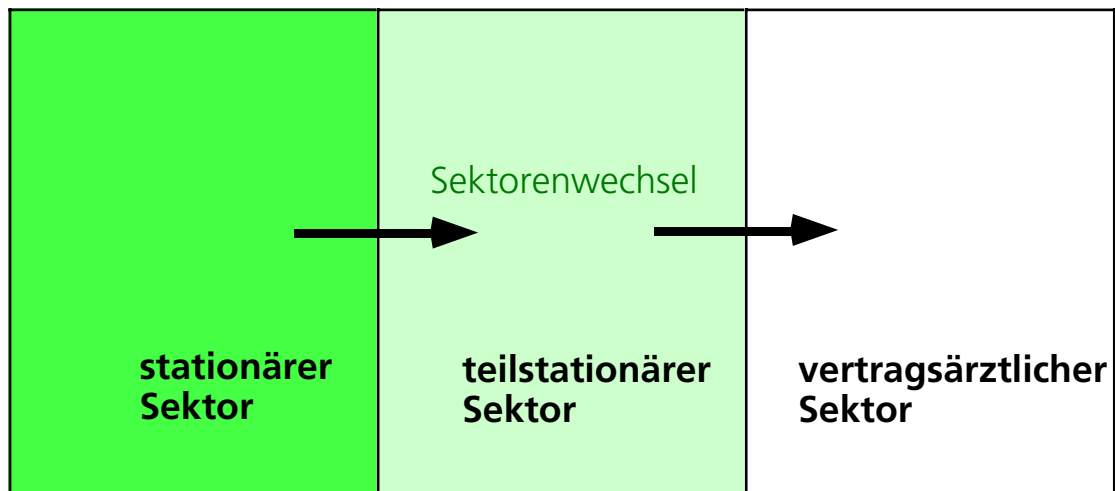 Sektorenwechsel
stationärer
Sektor
teilstationärer
Sektor
vertragsärztlicher
Sektor